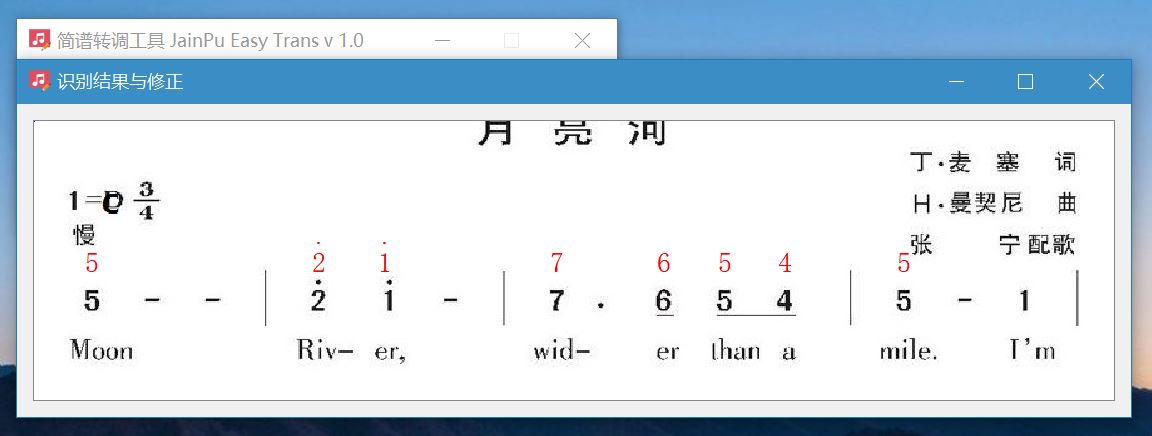 简谱转调工具 JainPu Easy Trans v 1.0
识别结果与修正
月 亮 河
丁·麦 塞 词
1= 3/4
H·曼契尼 曲
慢
张 宁 配歌
5 2̇ 1̇ 7 6 5 4 5
5 - - | 2̇ 1̇ - | 7 . 6 5 4 | 5 - 1 |
Moon Riv- er, wid- er than a mile. I'm